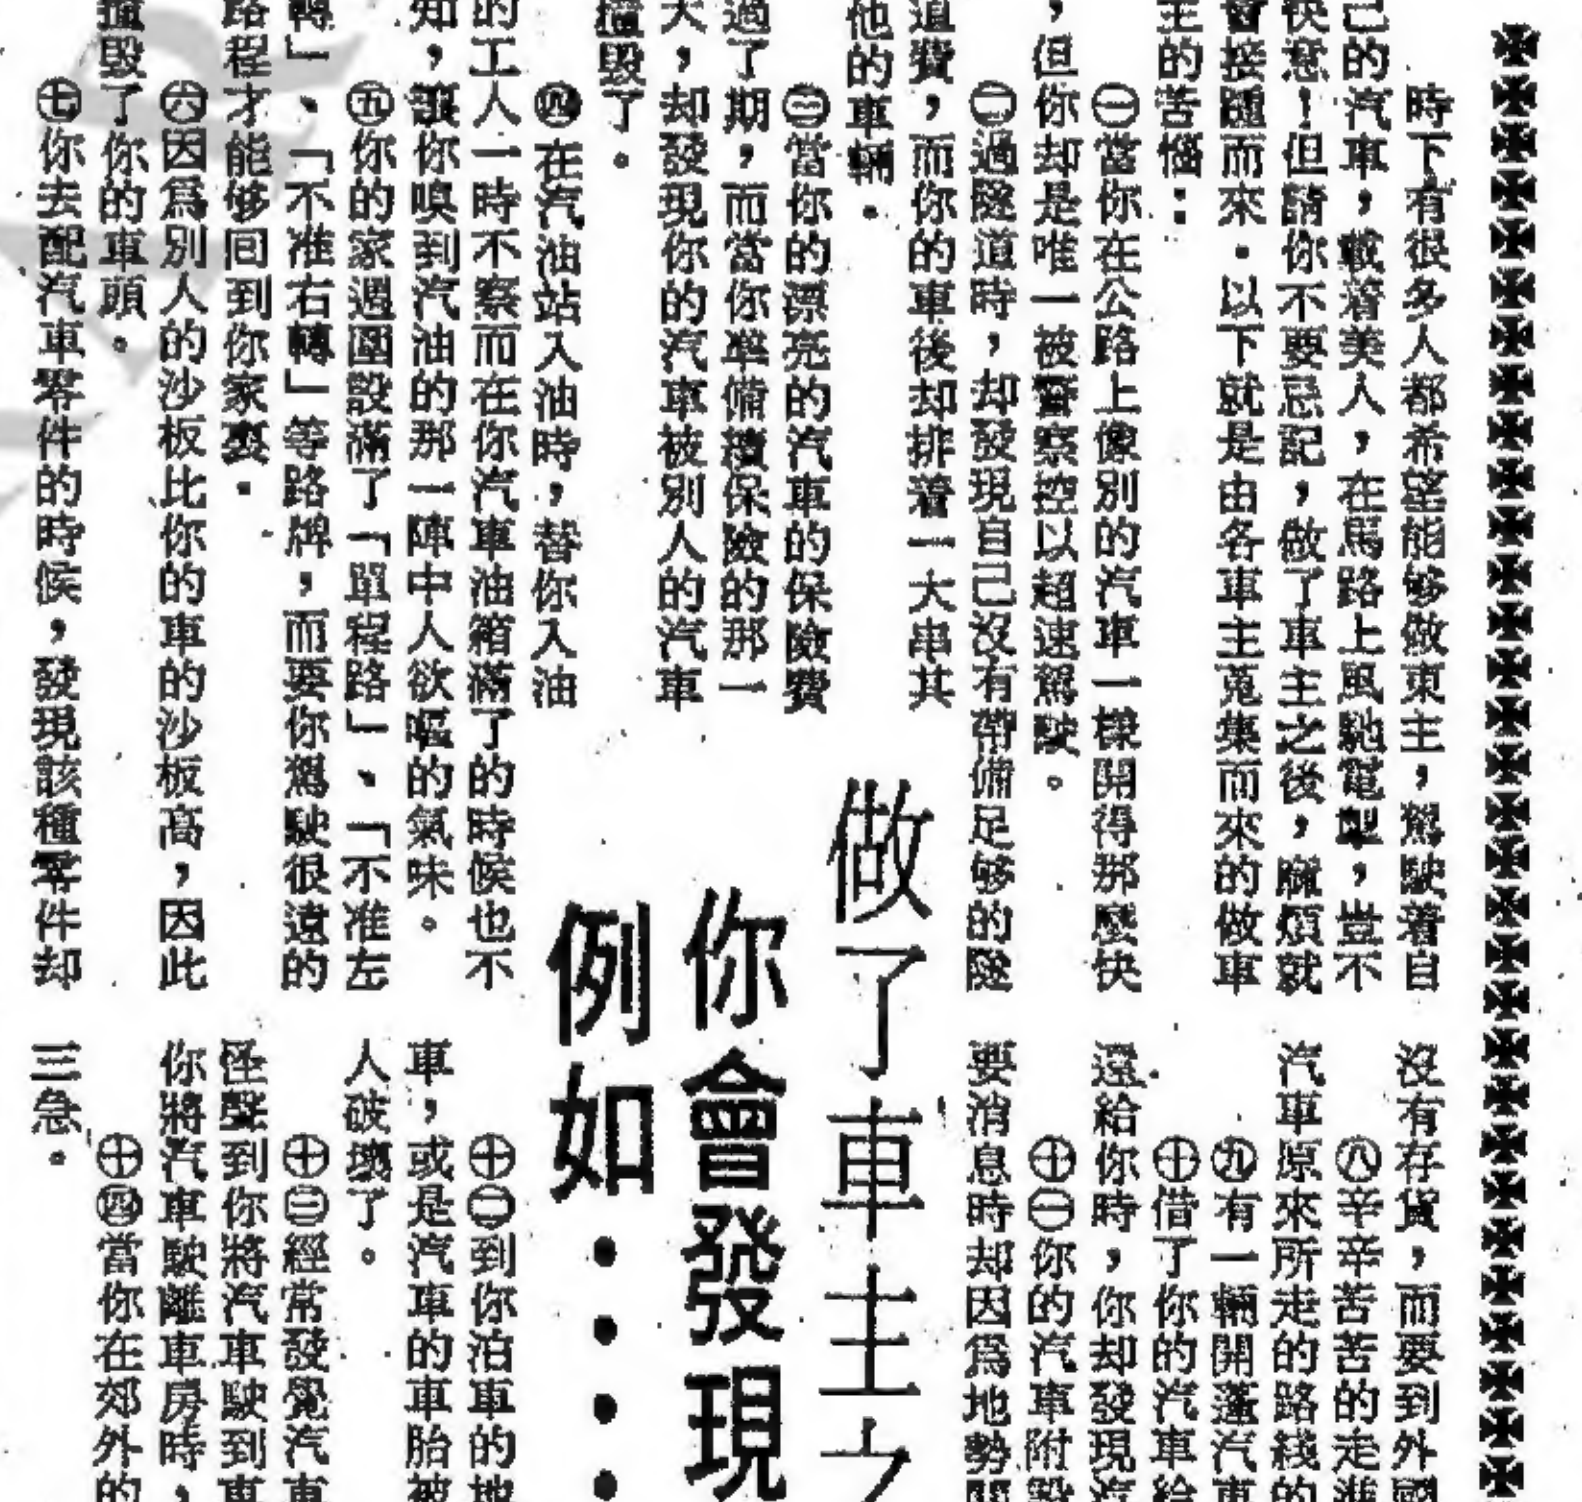 時下有很多人都希望能够做東主，駕駛着自
己的汽車，載着美人，在馬路上風馳電掣，豈不
快意！但請你不要忌記，做了車主之後，麻煩就
會接踵而來．以下就是由各車主蒐集而來的做車
主的苦惱：
㊀當你在公路上像別的汽車一樣開得那麼快
，但你却是唯一被警察控以超速駕駛。
㊁過隧道時，却發現自己沒有帶備足够的隧
道費，而你的車後却排着一大串其
他的車輛．
㊂當你的漂亮的汽車的保險費
過了期，而當你準備續保險的那一
天，却發現你的汽車被別人的汽車
撞毀了。
㊃在汽油站入油時，替你入油
的工人一時不察而在你汽車油箱滿了的時候也不
知，讓你嗅到汽油的那一陣中人欲嘔的氣味。
㊄你的家週圍設滿了「單程路」、「不准左
轉」、「不准右轉」等路牌，而要你駕駛很遠的
路程才能够囘到你家裏．
㊅因爲別人的沙板比你的車的沙板高，因此
撞毀了你的車頭。
㊆你去配汽車零件的時候，發現該種零件却
做了車主之
你會發現
例如：：
沒有存貨，而要到外國
㊇辛辛苦苦的走進
汽車原來所走的路綫的
㊈有一輛開蓬汽車
㊉借了你的汽車給
還給你時，你却發現汽
㊉㊀你的汽車附設
要消息時却因爲地勢關
㊉㊁到你泊車的地
車，或是汽車的車胎被
人破壞了。
㊉㊂經常發覺汽車
怪聲到你將汽車駛到車
你將汽車駛離車房時，
㊉㊃當你在郊外的
三急。